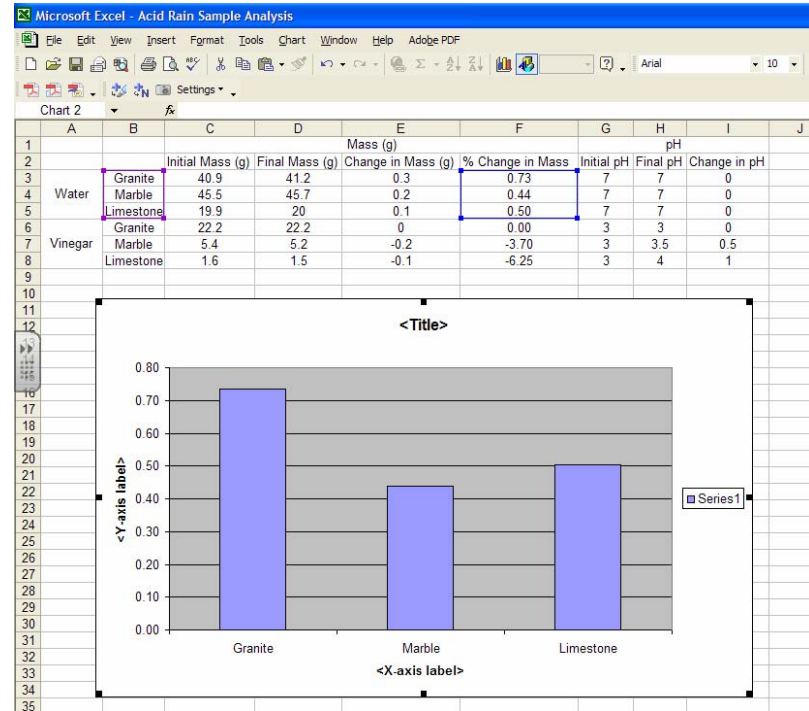 Microsoft Excel - Acid Rain Sample Analysis
File Edit View Insert Format Tools Chart Window Help Adobe PDF
Arial 10
Settings
Chart 2 fx
A B C D E F G H I J
1 Mass (g) pH
2 Initial Mass (g) Final Mass (g) Change in Mass (g) % Change in Mass Initial pH Final pH Change in pH
3 Granite 40.9 41.2 0.3 0.73 7 7 0
4 Water Marble 45.5 45.7 0.2 0.44 7 7 0
5 Limestone 19.9 20 0.1 0.50 7 7 0
6 Granite 22.2 22.2 0 0.00 3 3 0
7 Vinegar Marble 5.4 5.2 -0.2 -3.70 3 3.5 0.5
8 Limestone 1.6 1.5 -0.1 -6.25 3 4 1
9
10
11
12
13
14
15
16
17
18
19
20
21
22
23
24
25
26
27
28
29
30
31
32
33
34
35
<Title>
0.80
0.70
0.60
0.50
0.40
0.30
0.20
0.10
0.00
<Y-axis label>
Granite Marble Limestone
<X-axis label>
Series1